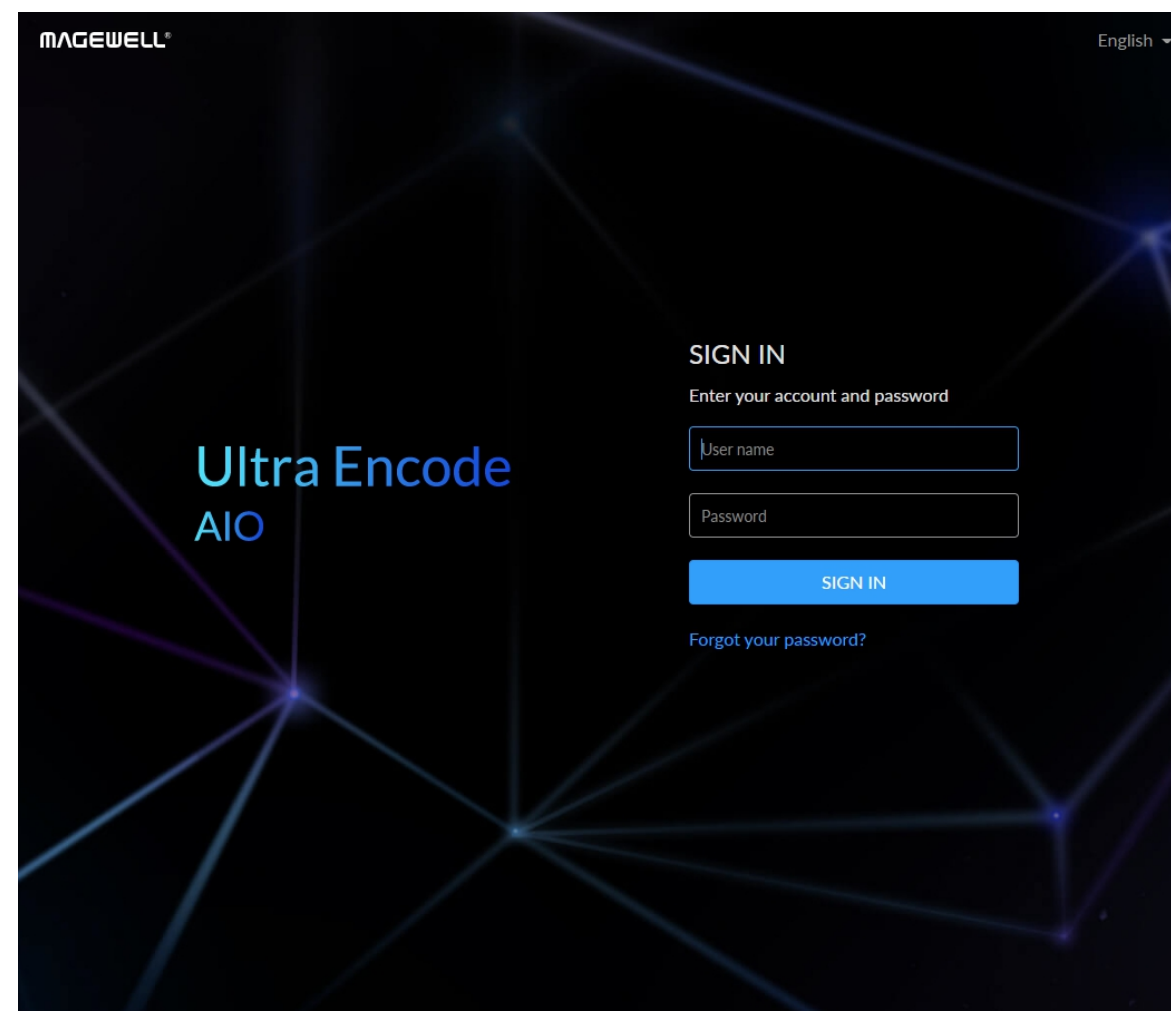 MAGEWELL®
English
Ultra Encode
AIO
SIGN IN
Enter your account and password
User name
Password
SIGN IN
Forgot your password?